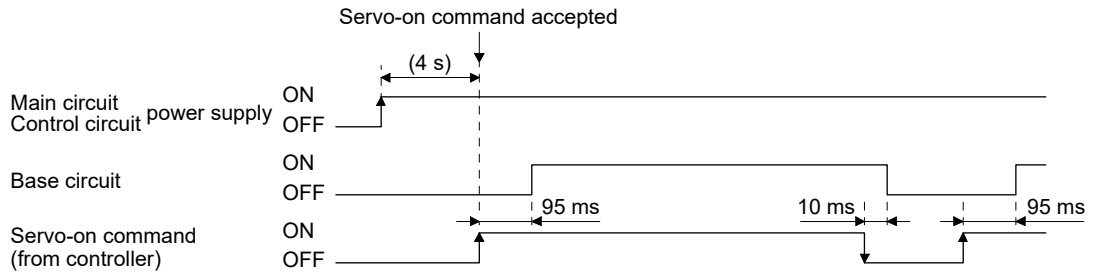 Servo-on command accepted
(4 s)
Main circuit
Control circuit
power supply
ON
OFF
Base circuit
ON
OFF
95 ms
10 ms
95 ms
Servo-on command
(from controller)
ON
OFF